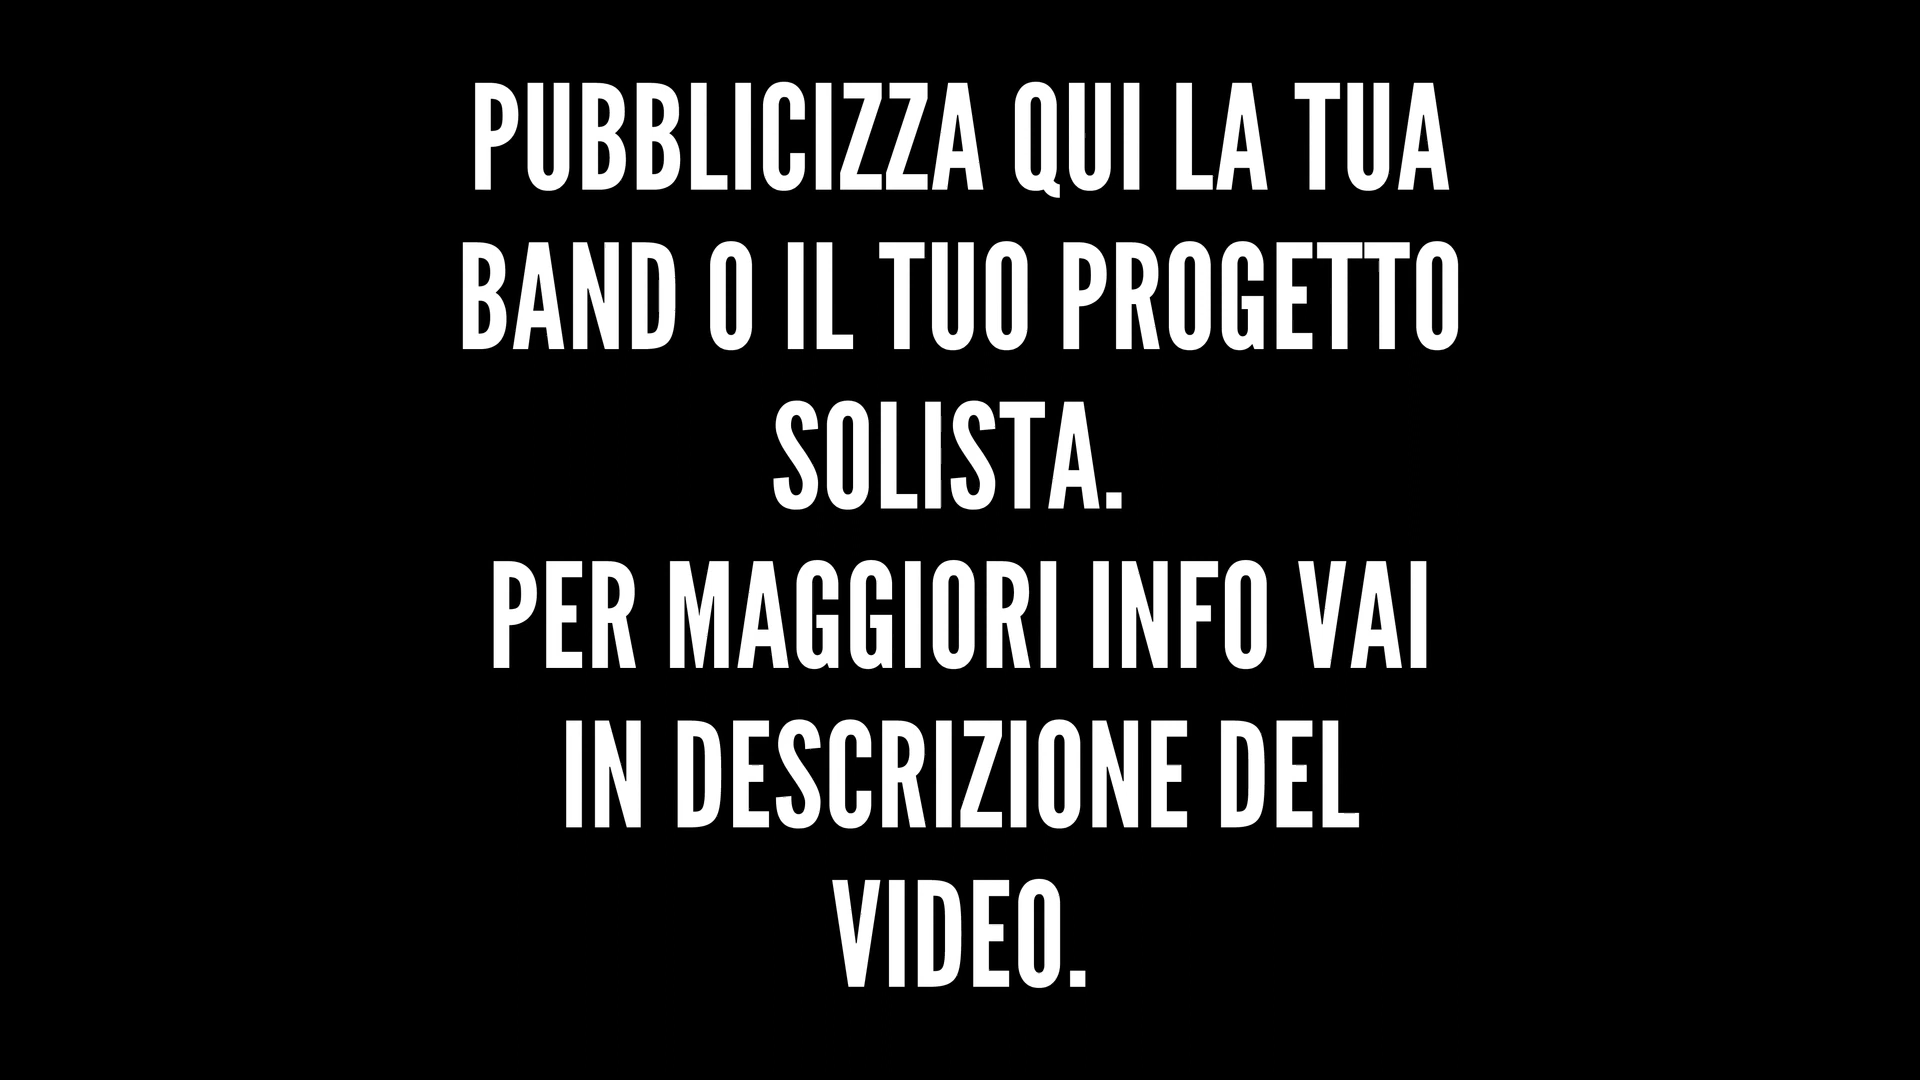 PUBBLICIZZA QUI LA TUA
BAND O IL TUO PROGETTO
SOLISTA.
PER MAGGIORI INFO VAI
IN DESCRIZIONE DEL
VIDEO.